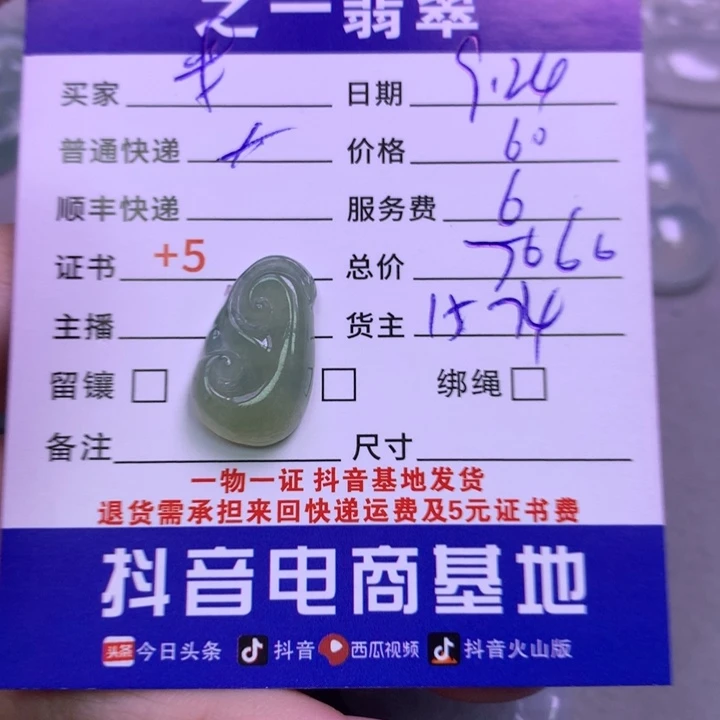 之一翡翠
买家 日期 9.24
普通快递 价格 60
顺丰快递 服务费 6
证书 +5 总价 7666
主播 货主 1574
留镶 绑绳
备注 尺寸
一物一证 抖音基地发货
退货需承担来回快递运费及5元证书费
抖音电商基地
头条 今日头条 抖音 西瓜视频 抖音火山版